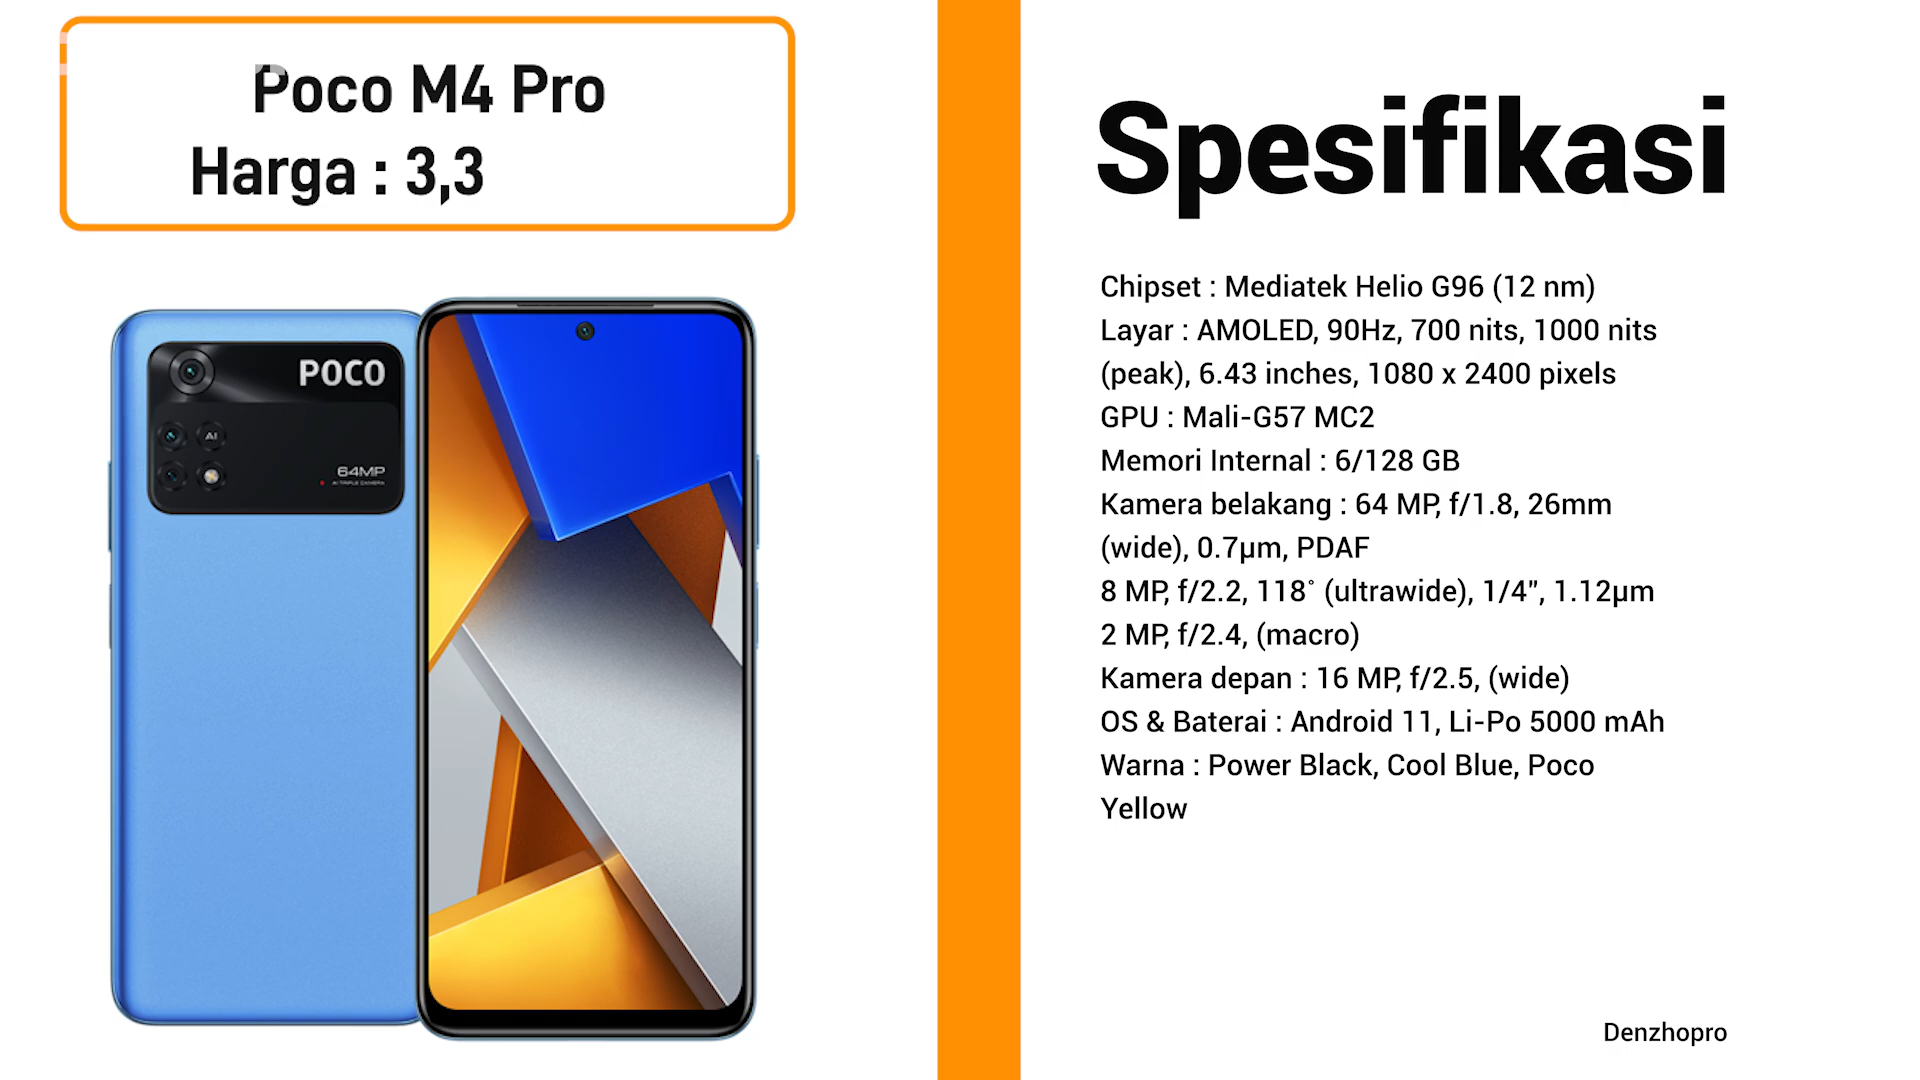 Poco M4 Pro
Harga : 3,3
POCO
AI
64MP
AI TRIPLE CAMERA
Spesifikasi
Chipset : Mediatek Helio G96 (12 nm)
Layar : AMOLED, 90Hz, 700 nits, 1000 nits
(peak), 6.43 inches, 1080 x 2400 pixels
GPU : Mali-G57 MC2
Memori Internal : 6/128 GB
Kamera belakang : 64 MP, f/1.8, 26mm
(wide), 0.7µm, PDAF
8 MP, f/2.2, 118˚ (ultrawide), 1/4", 1.12µm
2 MP, f/2.4, (macro)
Kamera depan : 16 MP, f/2.5, (wide)
OS & Baterai : Android 11, Li-Po 5000 mAh
Warna : Power Black, Cool Blue, Poco
Yellow
Denzhopro